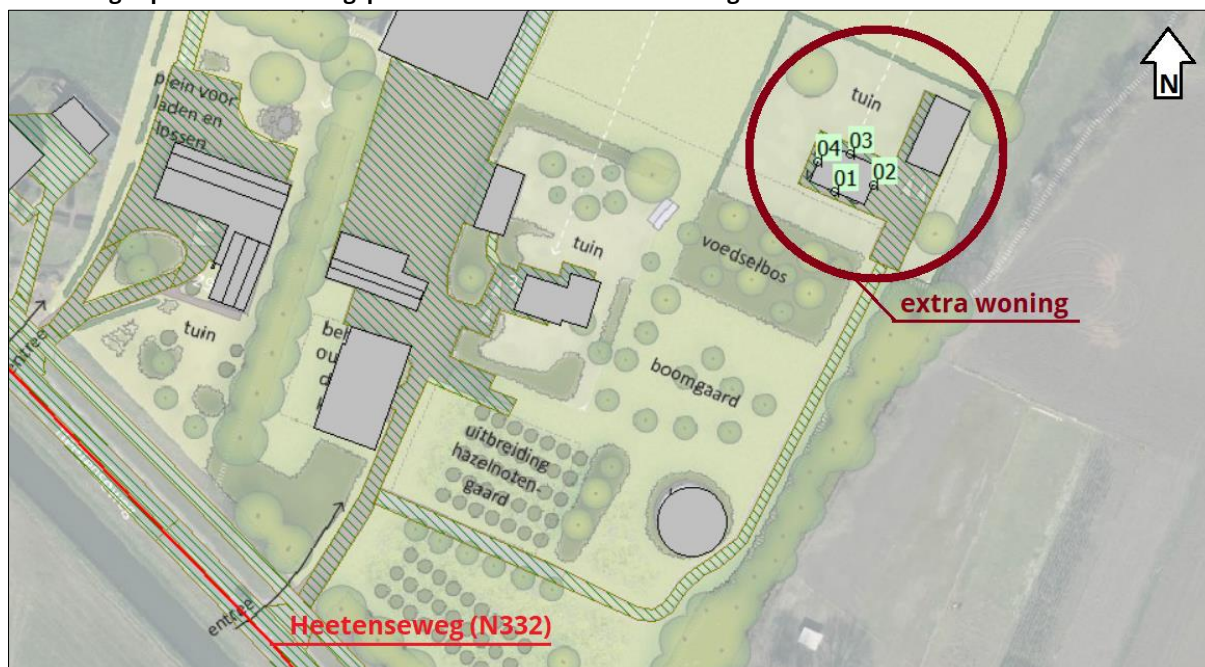 plein voor
laden en
lossen
tuin
N
04
03
01
02
tuin
voedselbos
extra woning
tuin
entree
boomgaard
uitbreiding
hazelnoten-
gaard
entree
Heetenseweg (N332)